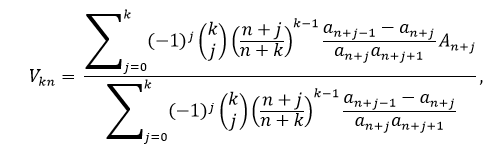 V_{kn} = \frac{\sum_{j=0}^{k} (-1)^j \binom{k}{j} \left(\frac{n+j}{n+k}\right)^{k-1} \frac{a_{n+j-1} - a_{n+j}}{a_{n+j} a_{n+j+1}} A_{n+j}}{\sum_{j=0}^{k} (-1)^j \binom{k}{j} \left(\frac{n+j}{n+k}\right)^{k-1} \frac{a_{n+j-1} - a_{n+j}}{a_{n+j} a_{n+j+1}}},